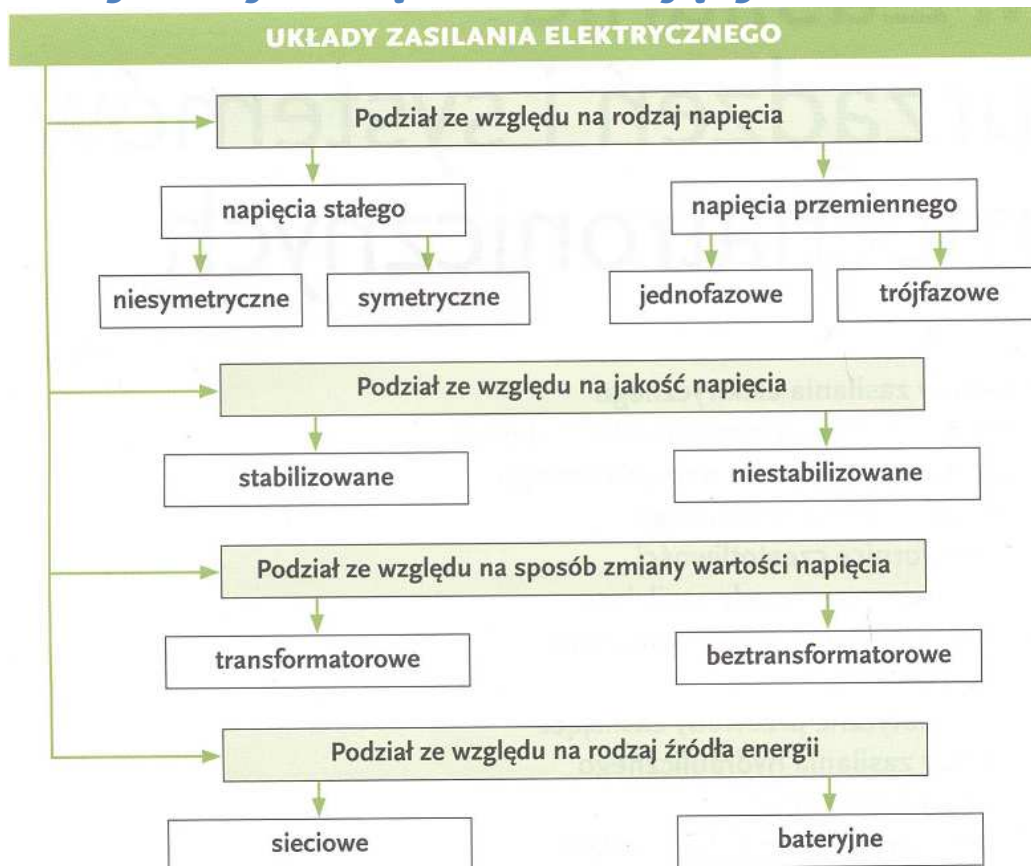 UKŁADY ZASILANIA ELEKTRYCZNEGO
Podział ze względu na rodzaj napięcia
napięcia stałego
napięcia przemiennego
niesymetryczne
symetryczne
jednofazowe
trójfazowe
Podział ze względu na jakość napięcia
stabilizowane
niestabilizowane
Podział ze względu na sposób zmiany wartości napięcia
transformatorowe
beztransformatorowe
Podział ze względu na rodzaj źródła energii
sieciowe
bateryjne